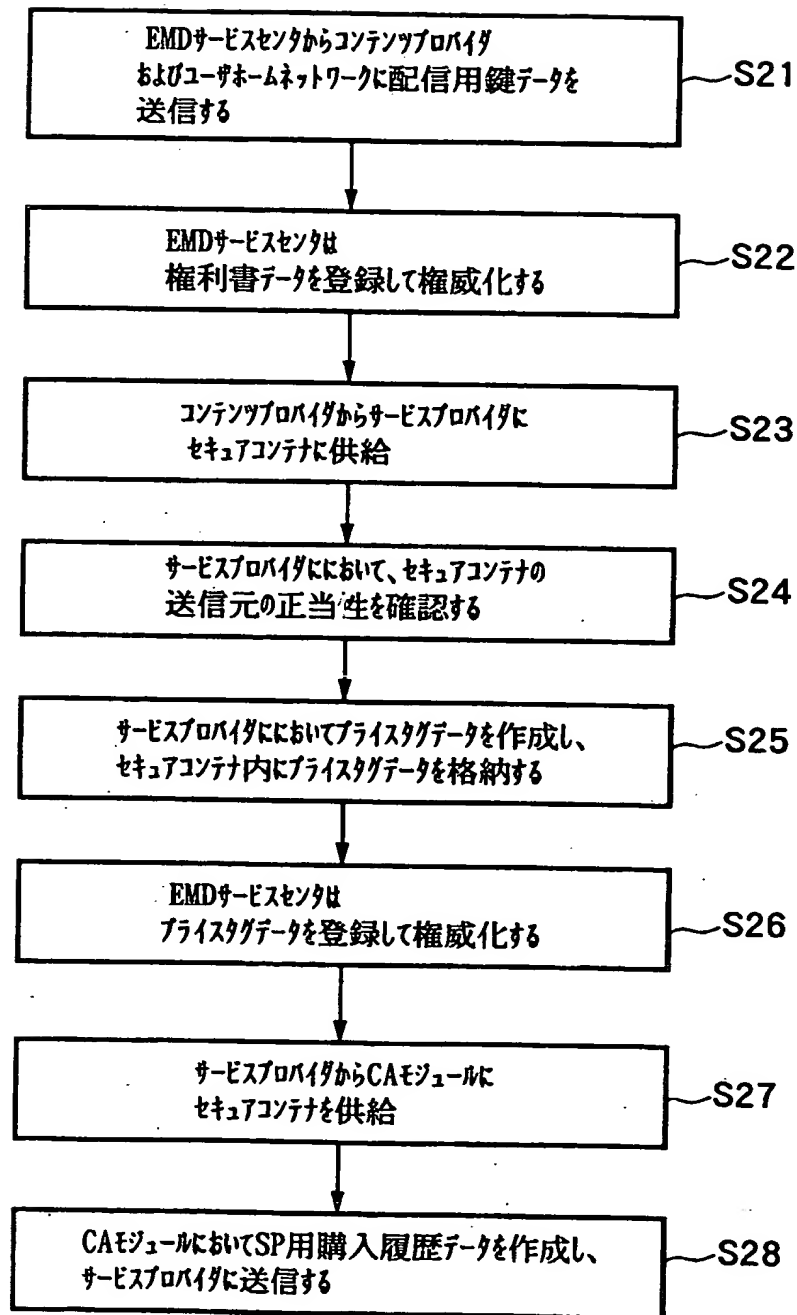 EMDサービスセンタからコンテンツプロバイダ
およびユーザホームネットワークに配信用鍵データを
送信する
S21
EMDサービスセンタは
権利書データを登録して権威化する
S22
コンテンツプロバイダからサービスプロバイダに
セキュアコンテナに供給
S23
サービスプロバイダににおいて、セキュアコンテナの
送信元の正当性を確認する
S24
サービスプロバイダににおいてプライスタグデータを作成し、
セキュアコンテナ内にプライスタグデータを格納する
S25
EMDサービスセンタは
プライスタグデータを登録して権威化する
S26
サービスプロバイダからCAモジュールに
セキュアコンテナを供給
S27
CAモジュールにおいてSP用購入履歴データを作成し、
サービスプロバイダに送信する
S28